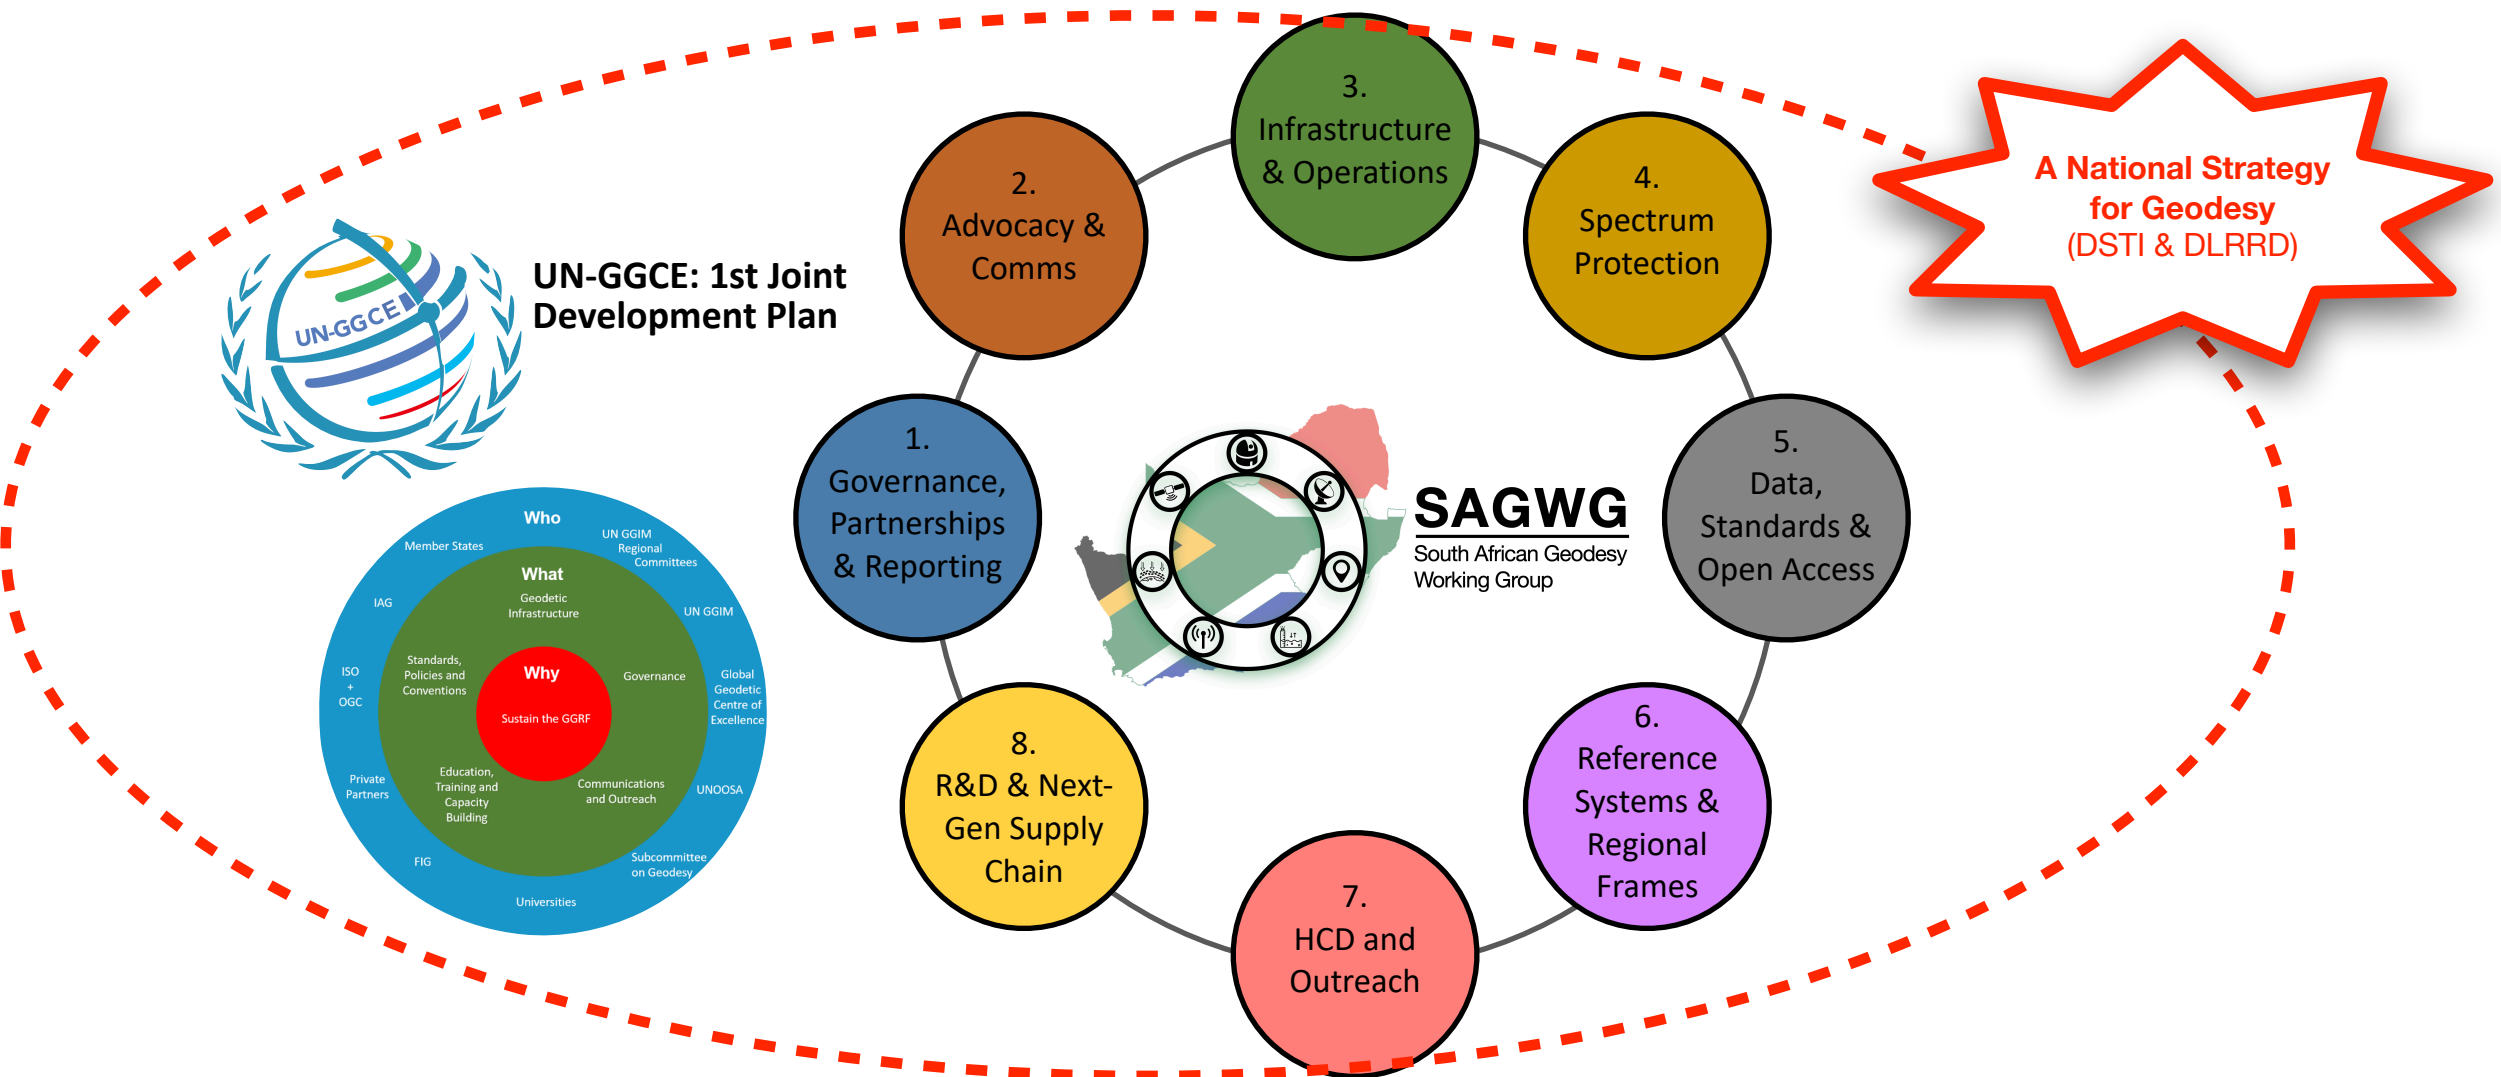 UN-GGCE
UN-GGCE: 1st Joint
Development Plan
Who
Member States
UN GGIM
Regional
Committees
IAG
UN GGIM
ISO
+
OGC
Global
Geodetic
Centre of
Excellence
Private
Partners
UNOOSA
FIG
Subcommittee
on Geodesy
Universities
What
Geodetic
Infrastructure
Standards,
Policies and
Conventions
Governance
Education,
Training and
Capacity
Building
Communications
and Outreach
Why
Sustain the GGRF
1.
Governance,
Partnerships
& Reporting
2.
Advocacy &
Comms
3.
Infrastructure
& Operations
4.
Spectrum
Protection
5.
Data,
Standards &
Open Access
6.
Reference
Systems &
Regional
Frames
7.
HCD and
Outreach
8.
R&D & Next-
Gen Supply
Chain
SAGWG
South African Geodesy
Working Group
A National Strategy
for Geodesy
(DSTI & DLRRD)